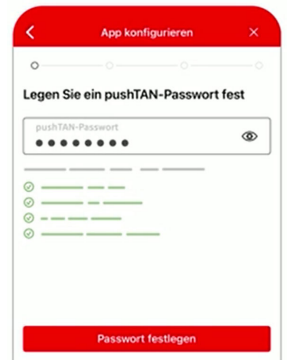 App konfigurieren
Legen Sie ein pushTAN-Passwort fest
pushTAN-Passwort
Passwort festlegen